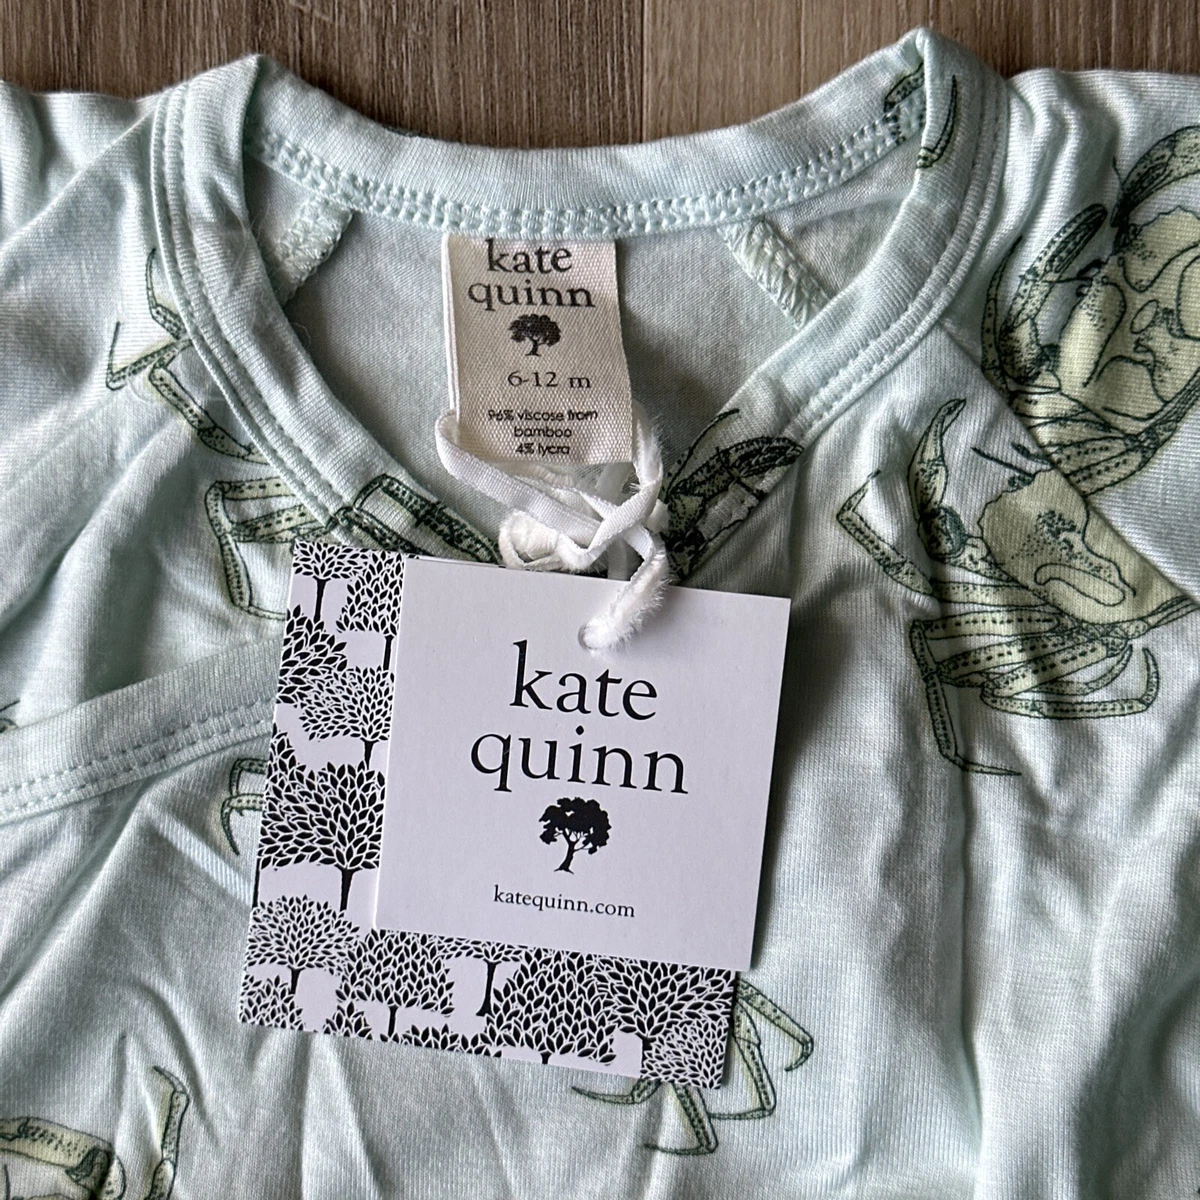 kate
quinn
6-12 m
96% viscose from
bamboo
4% lycra
kate
quinn
katequinn.com